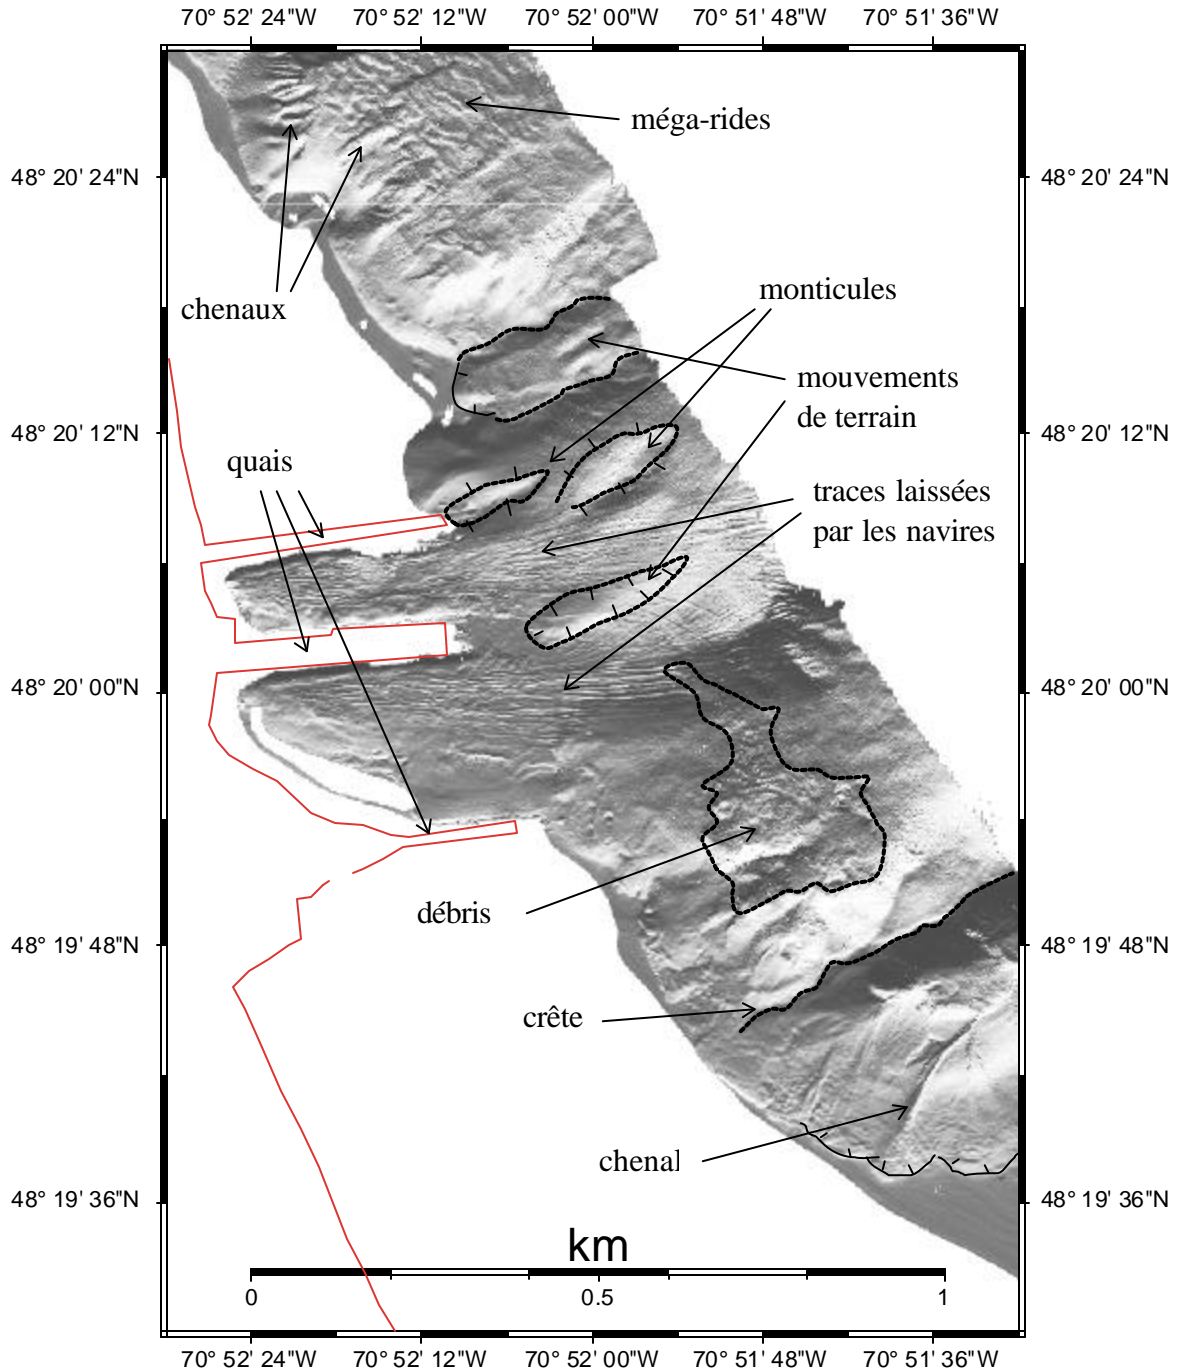 70° 52' 24"W 70° 52' 12"W 70° 52' 00"W 70° 51' 48"W 70° 51' 36"W
méga-rides
48° 20' 24"N 48° 20' 24"N
chenaux
monticules
mouvements
de terrain
48° 20' 12"N 48° 20' 12"N
quais
traces laissées
par les navires
48° 20' 00"N 48° 20' 00"N
débris
48° 19' 48"N 48° 19' 48"N
crête
chenal
48° 19' 36"N 48° 19' 36"N
km
0 0.5 1
70° 52' 24"W 70° 52' 12"W 70° 52' 00"W 70° 51' 48"W 70° 51' 36"W